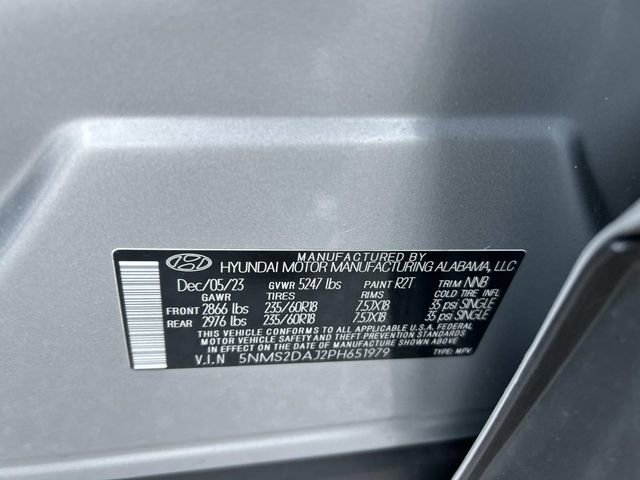 MANUFACTURED BY
HYUNDAI MOTOR MANUFACTURING ALABAMA, LLC
Dec/05/23 GVWR 5247 lbs PAINT R2T TRIM NNB
GAWR TIRES RIMS COLD TIRE INFL
FRONT 2866 lbs 235/60R18 7.5JX18 35 psi SINGLE
REAR 2976 lbs 235/60R18 7.5JX18 35 psi SINGLE
THIS VEHICLE CONFORMS TO ALL APPLICABLE U.S.A. FEDERAL
MOTOR VEHICLE SAFETY AND THEFT-PREVENTION STANDARDS
IN EFFECT ON THE DATE OF MANUFACTURE SHOWN ABOVE
V.I.N 5NMS2DAJ2PH651979 TYPE: MPV